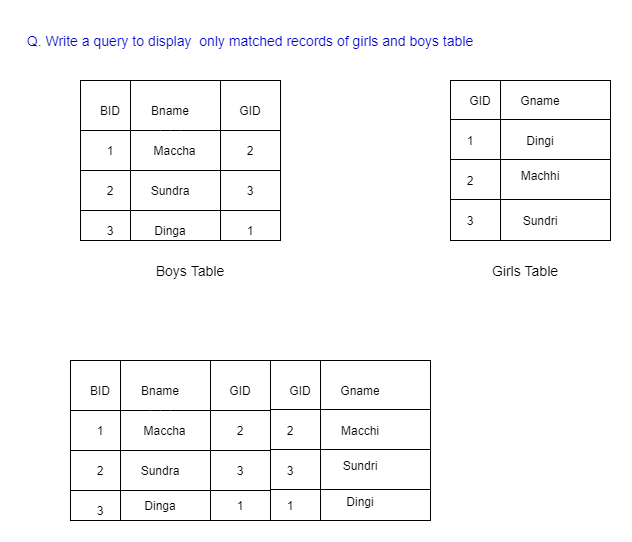 Q. Write a query to display only matched records of girls and boys table
BID Bname GID
1 Maccha 2
2 Sundra 3
3 Dinga 1
Boys Table
GID Gname
1 Dingi
2 Machhi
3 Sundri
Girls Table
BID Bname GID GID Gname
1 Maccha 2 2 Macchi
2 Sundra 3 3 Sundri
3 Dinga 1 1 Dingi